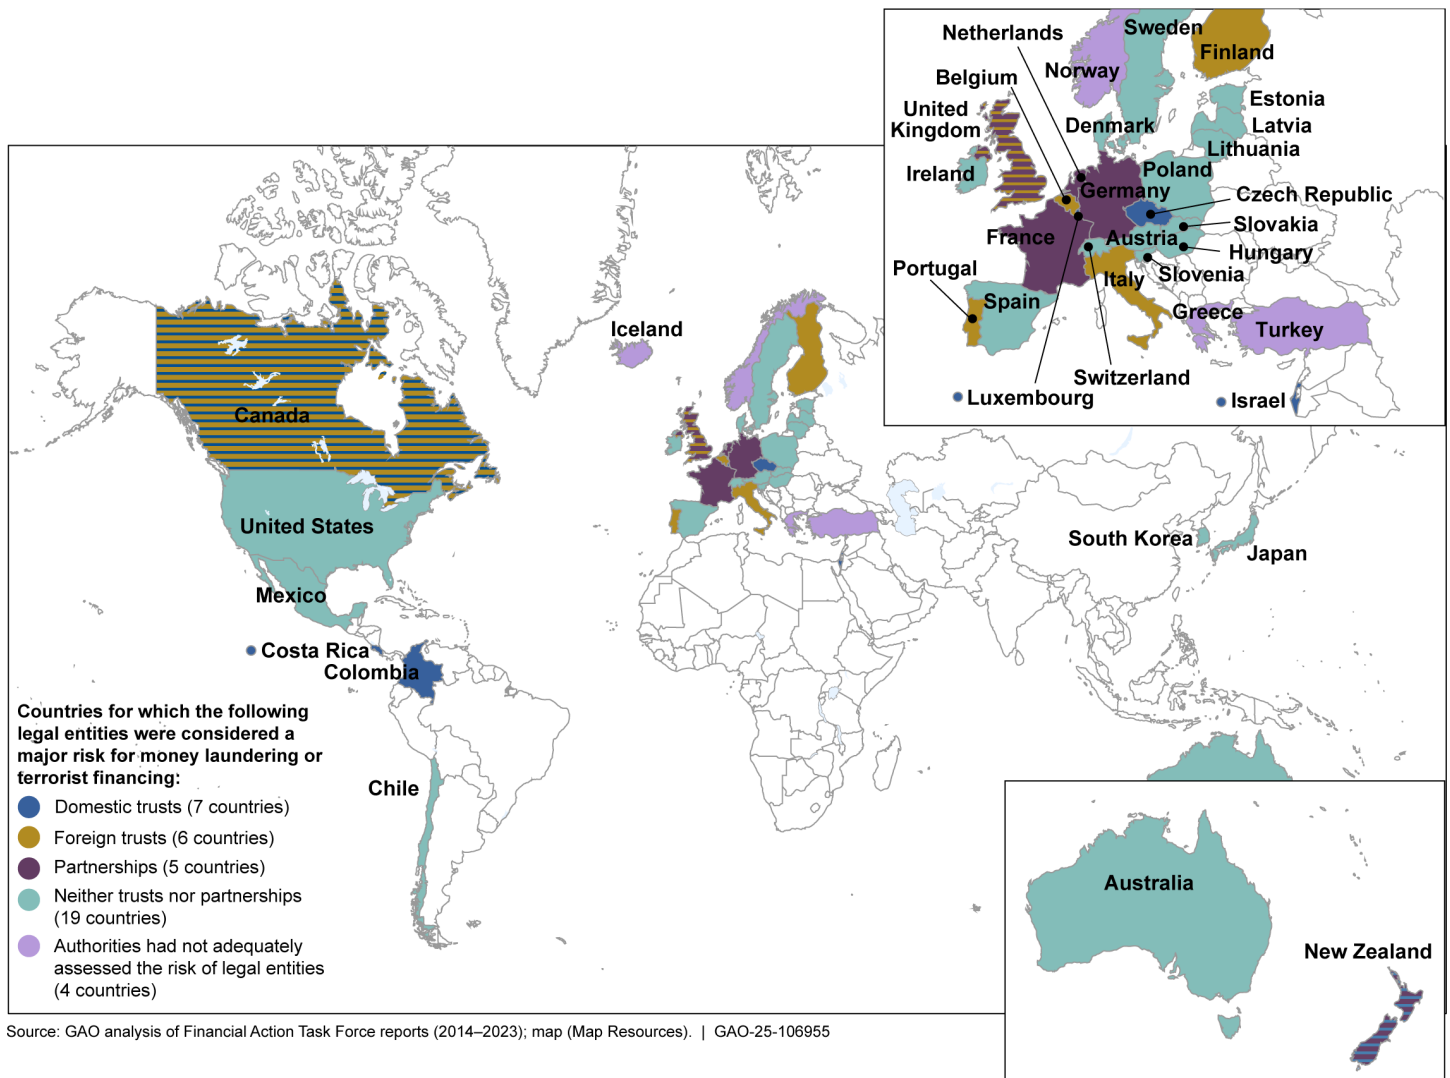 Netherlands
Sweden
Finland
Norway
Belgium
Estonia
United
Kingdom
Denmark
Latvia
Lithuania
Ireland
Poland
Germany
Czech Republic
Slovakia
France
Austria
Hungary
Portugal
Slovenia
Italy
Spain
Greece
Turkey
Switzerland
Luxembourg
Israel
Iceland
Canada
United States
South Korea
Japan
Mexico
Costa Rica
Colombia
Chile
Countries for which the following
legal entities were considered a
major risk for money laundering or
terrorist financing:
Domestic trusts (7 countries)
Foreign trusts (6 countries)
Partnerships (5 countries)
Neither trusts nor partnerships
(19 countries)
Authorities had not adequately
assessed the risk of legal entities
(4 countries)
Australia
New Zealand
Source: GAO analysis of Financial Action Task Force reports (2014–2023); map (Map Resources). | GAO-25-106955